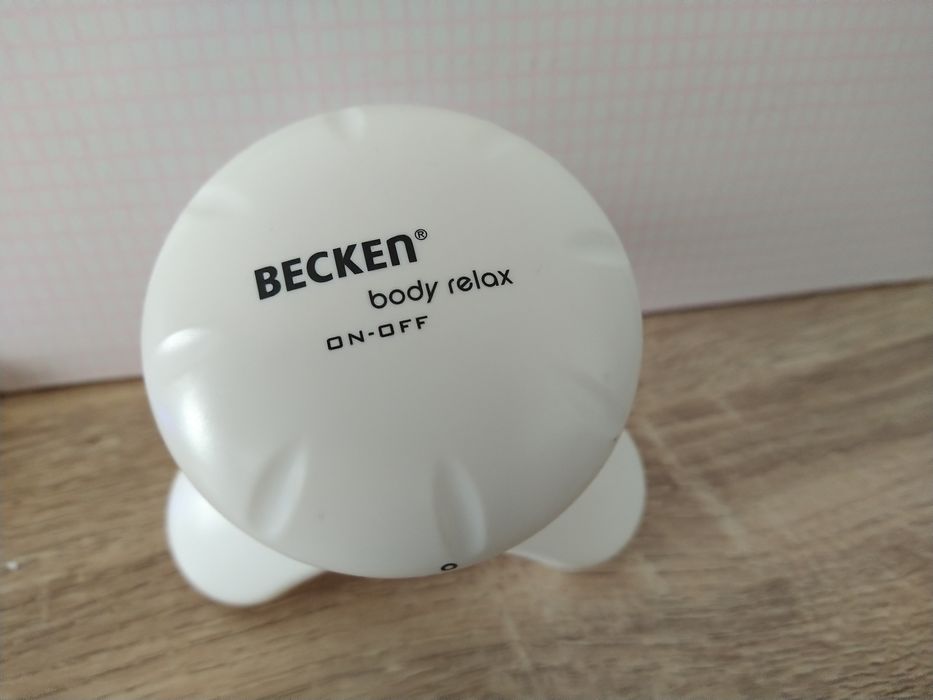 BECKEN®
body relax
ON-OFF